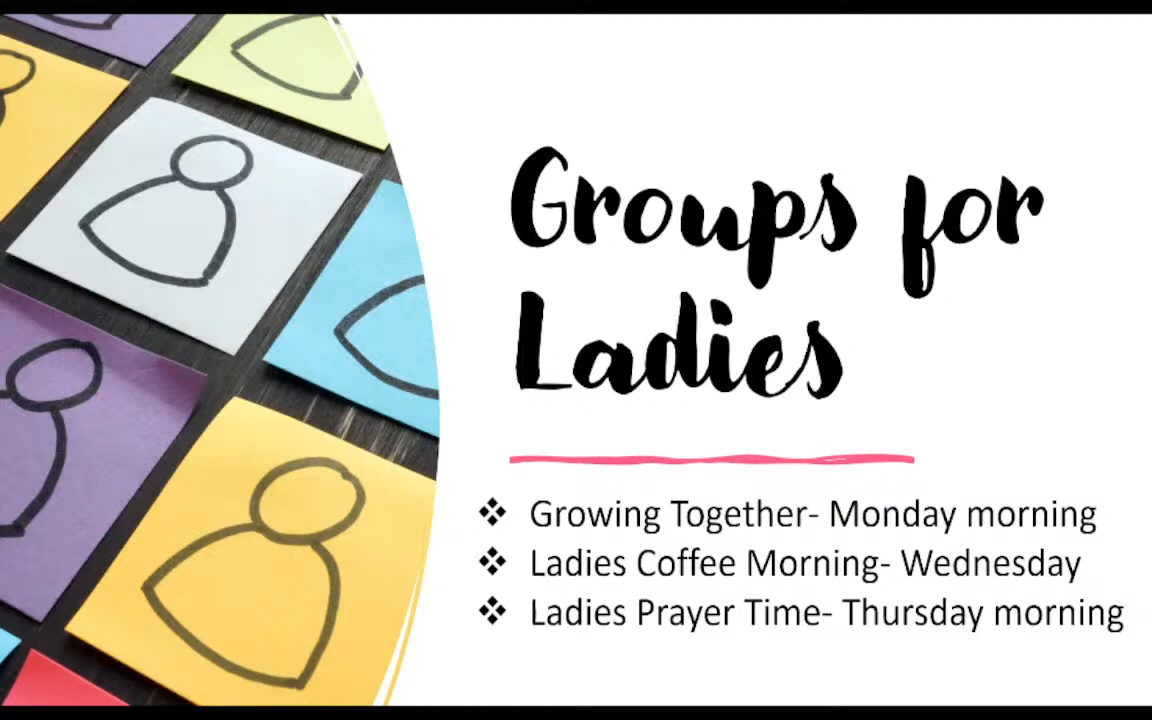 Groups for
Ladies
❖ Growing Together- Monday morning
❖ Ladies Coffee Morning- Wednesday
❖ Ladies Prayer Time- Thursday morning